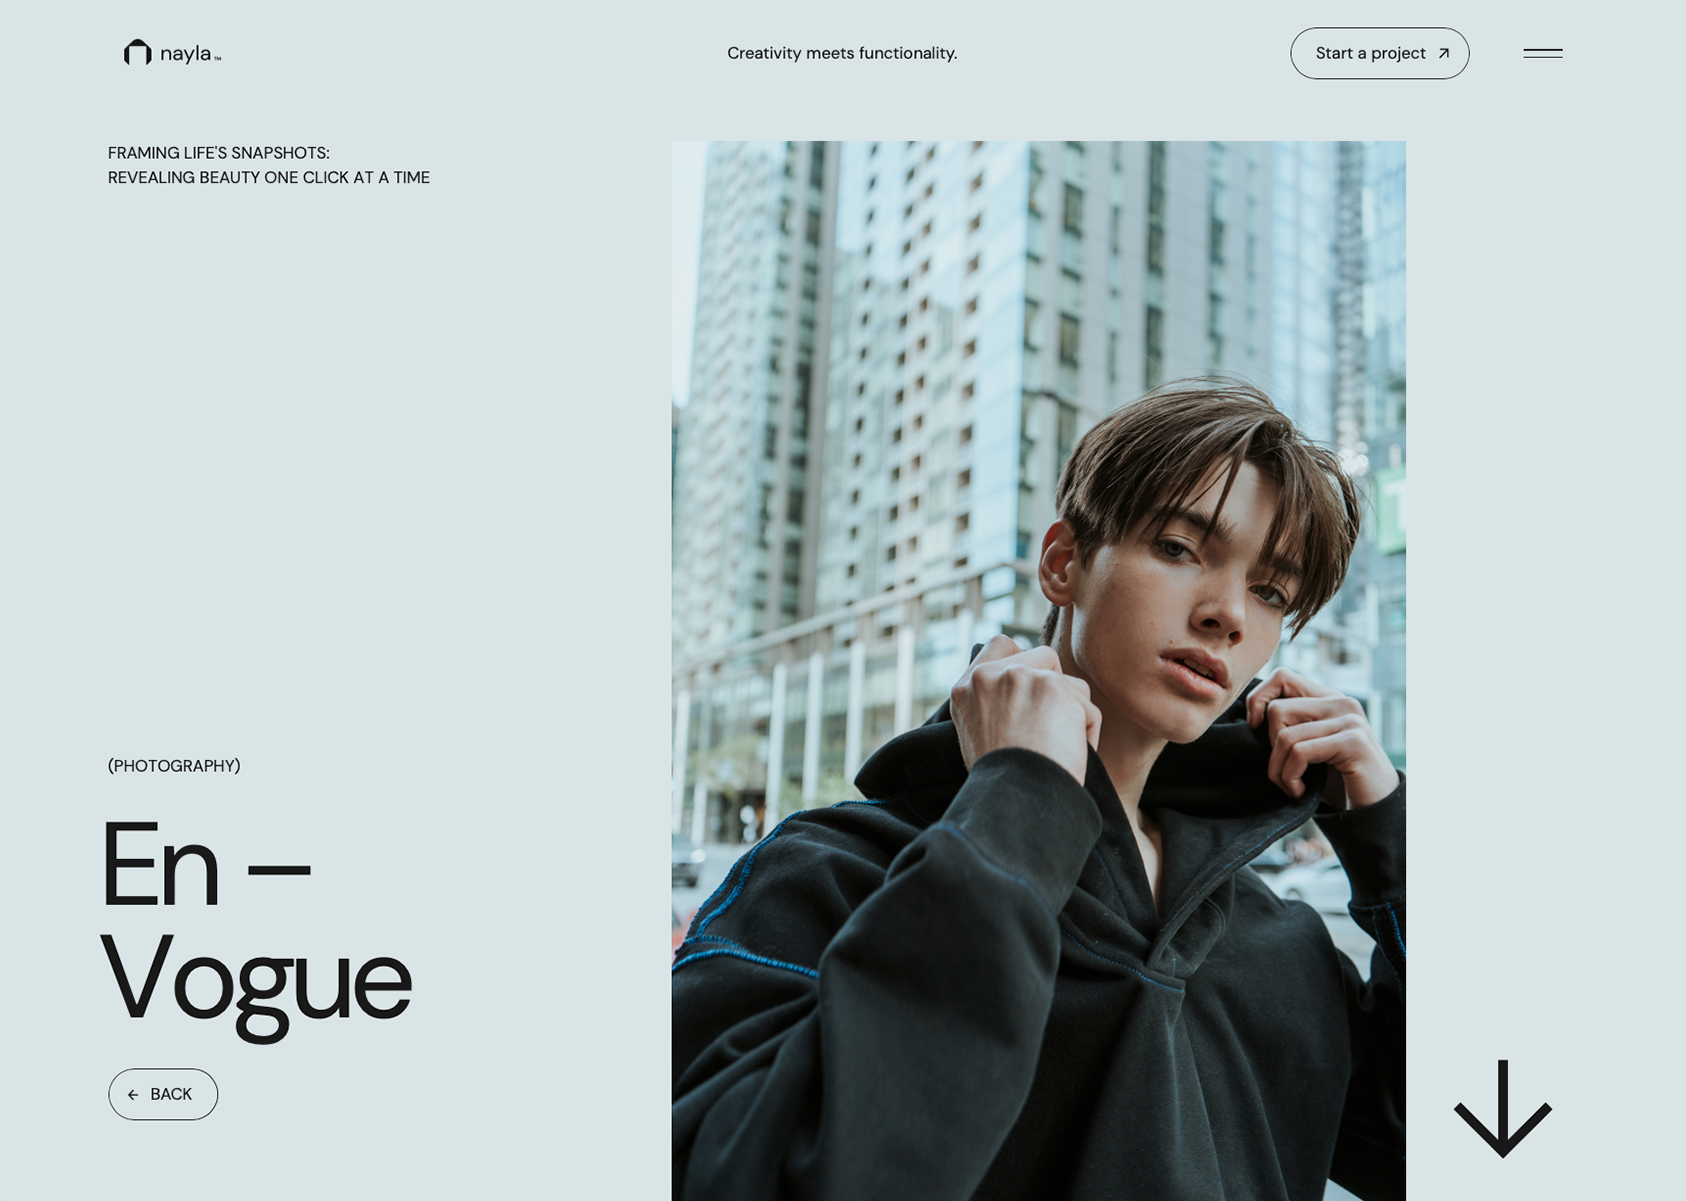 nayla™
Creativity meets functionality.
Start a project
FRAMING LIFE'S SNAPSHOTS:
REVEALING BEAUTY ONE CLICK AT A TIME
(PHOTOGRAPHY)
En –
Vogue
BACK